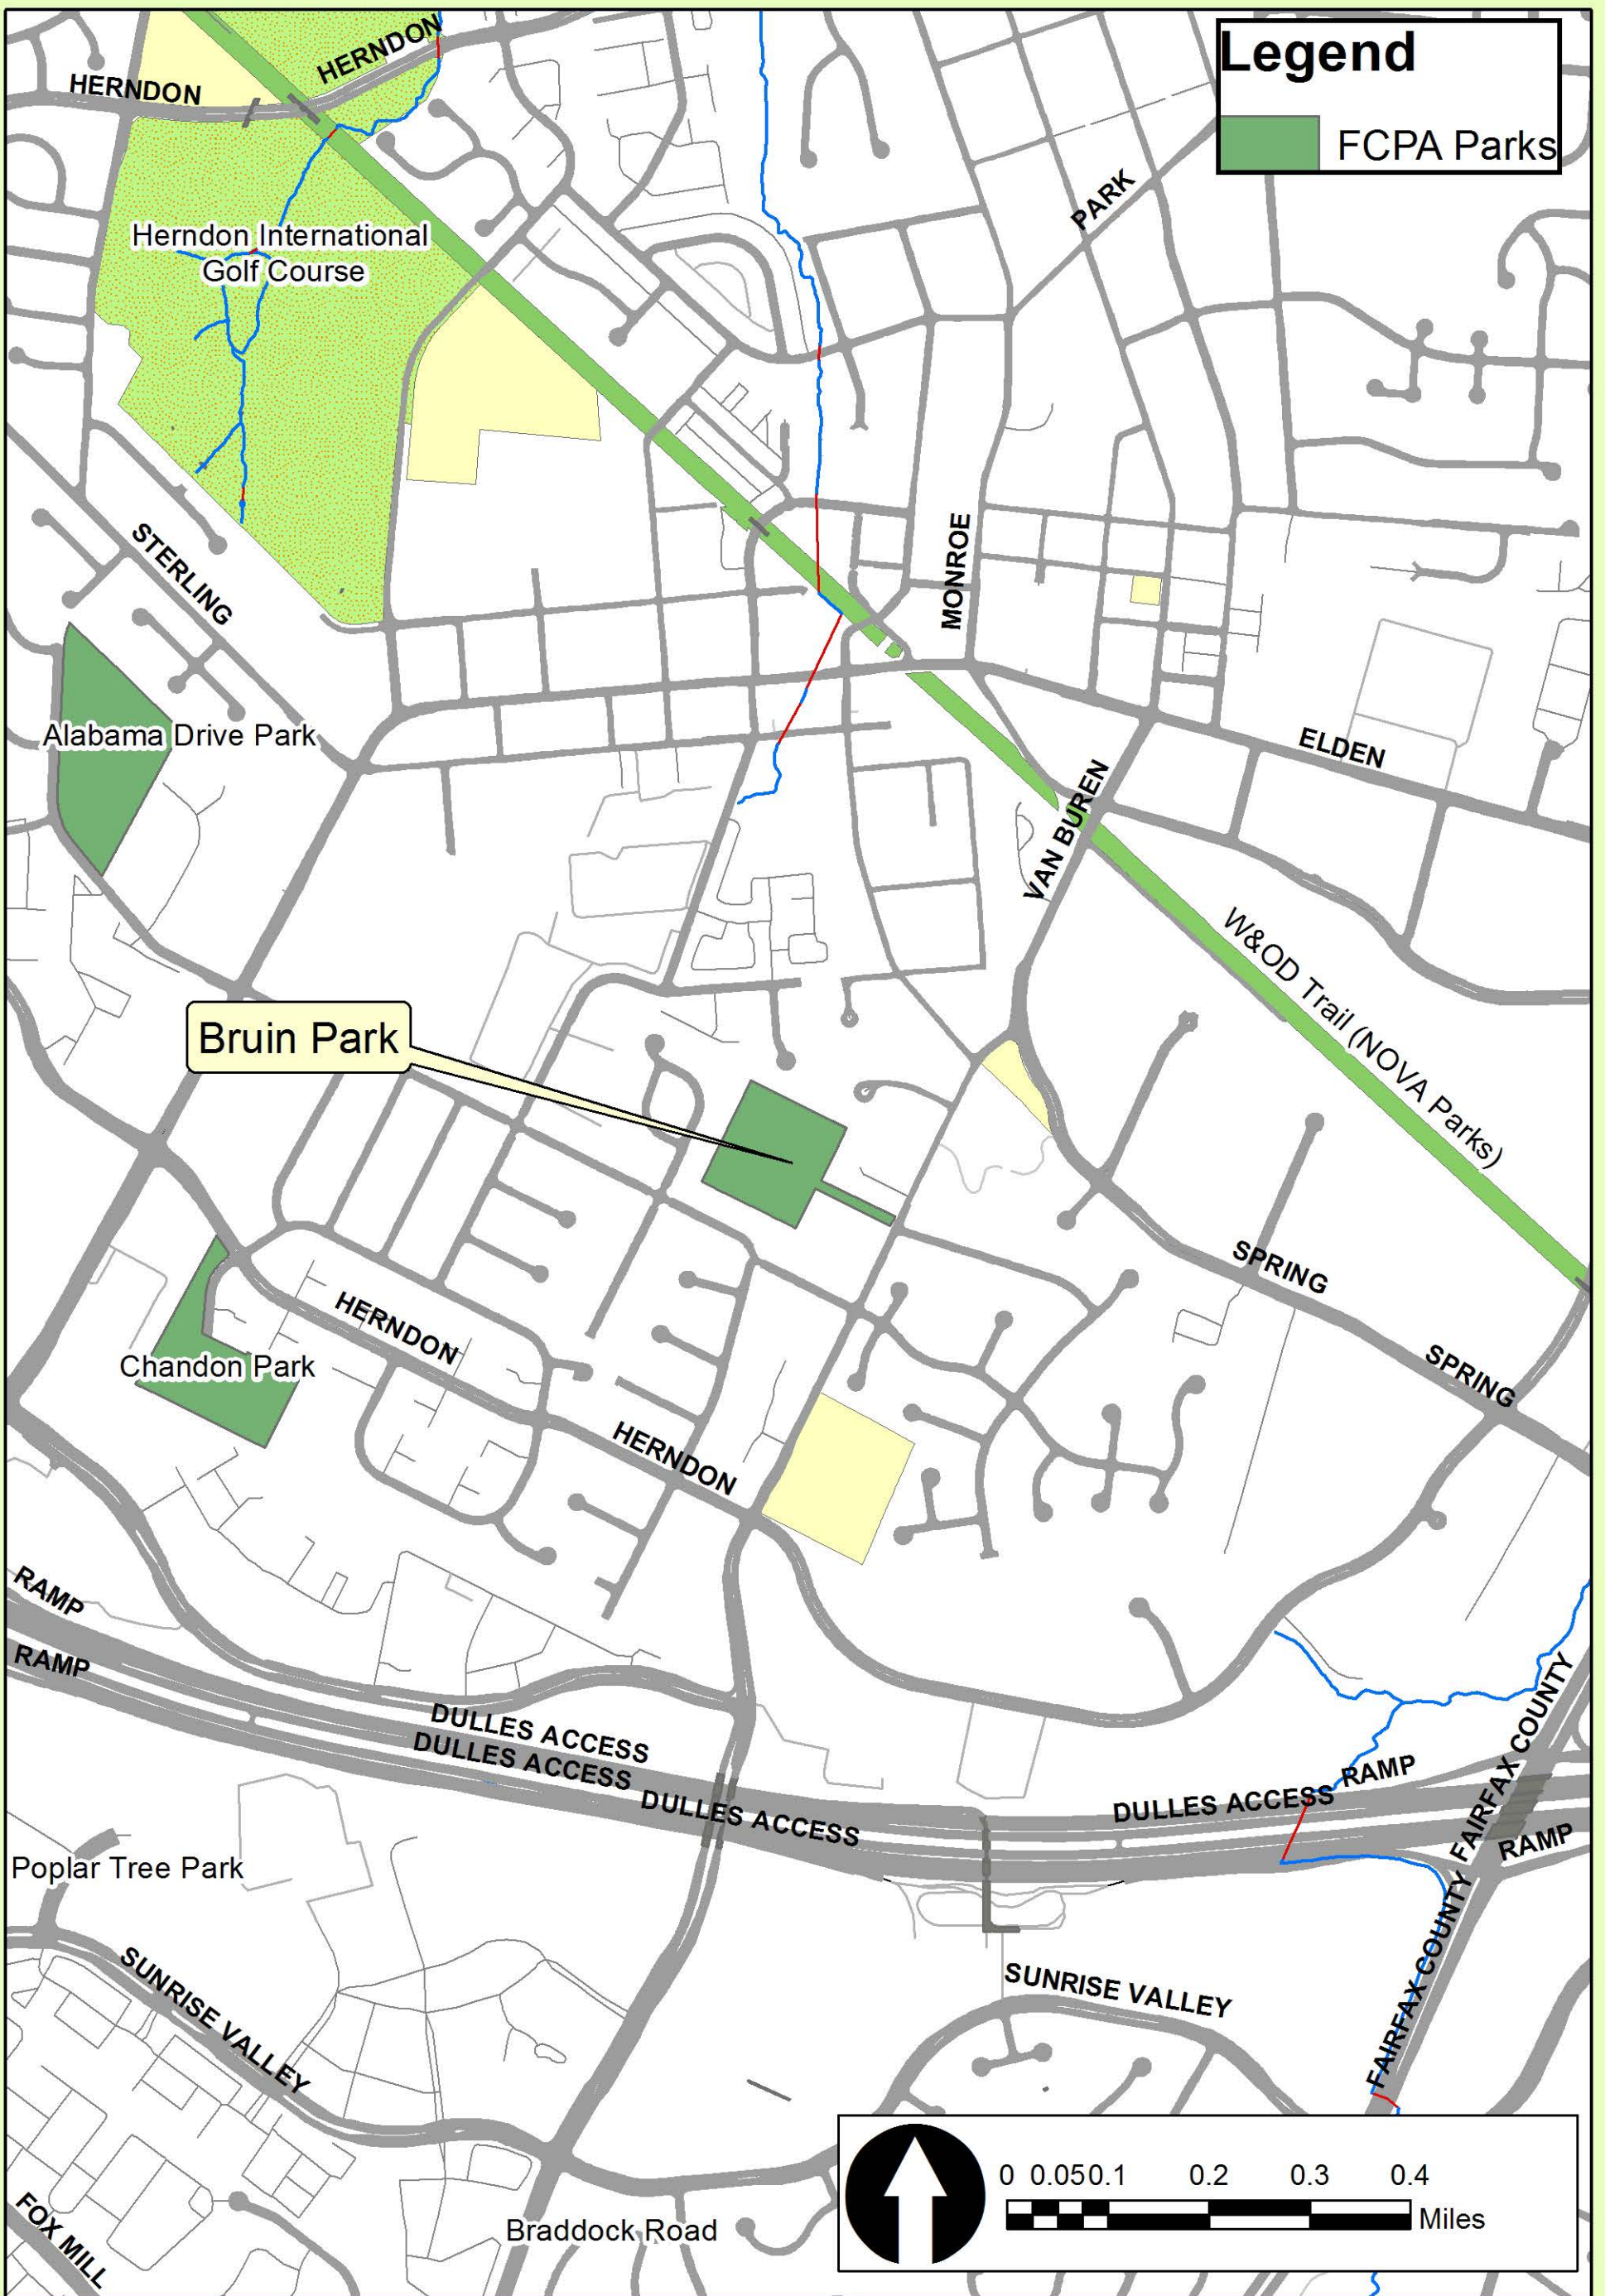 Legend
FCPA Parks
HERNDON
HERNDON
PARK
Herndon International
Golf Course
STERLING
MONROE
Alabama Drive Park
ELDEN
VAN BUREN
W&OD Trail (NOVA Parks)
Bruin Park
SPRING
HERNDON
SPRING
Chandon Park
HERNDON
RAMP
RAMP
DULLES ACCESS
DULLES ACCESS
DULLES ACCESS
DULLES ACCESS
RAMP
FAIRFAX COUNTY
RAMP
Poplar Tree Park
FAIRFAX COUNTY
SUNRISE VALLEY
SUNRISE VALLEY
FOX MILL
Braddock Road
0 0.05 0.1 0.2 0.3 0.4
Miles